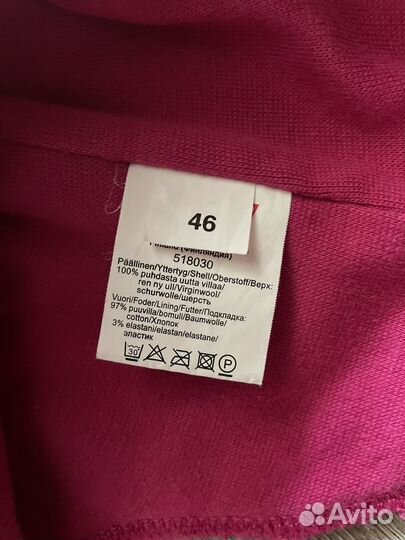 46
Finland (Финляндия)
518030
Päällinen/Yttertyg/Shell/Oberstoff/Верх:
100% puhdasta uutta villaa/
ren ny ull/Virginwool/
schurwolle/шерсть
Vuori/Foder/Lining/Futter/Подкладка:
97% puuvilla/bomull/Baumwolle/
cotton/Хлопок
3% elastani/elastan/elastane/
эластик
30
P
Avito